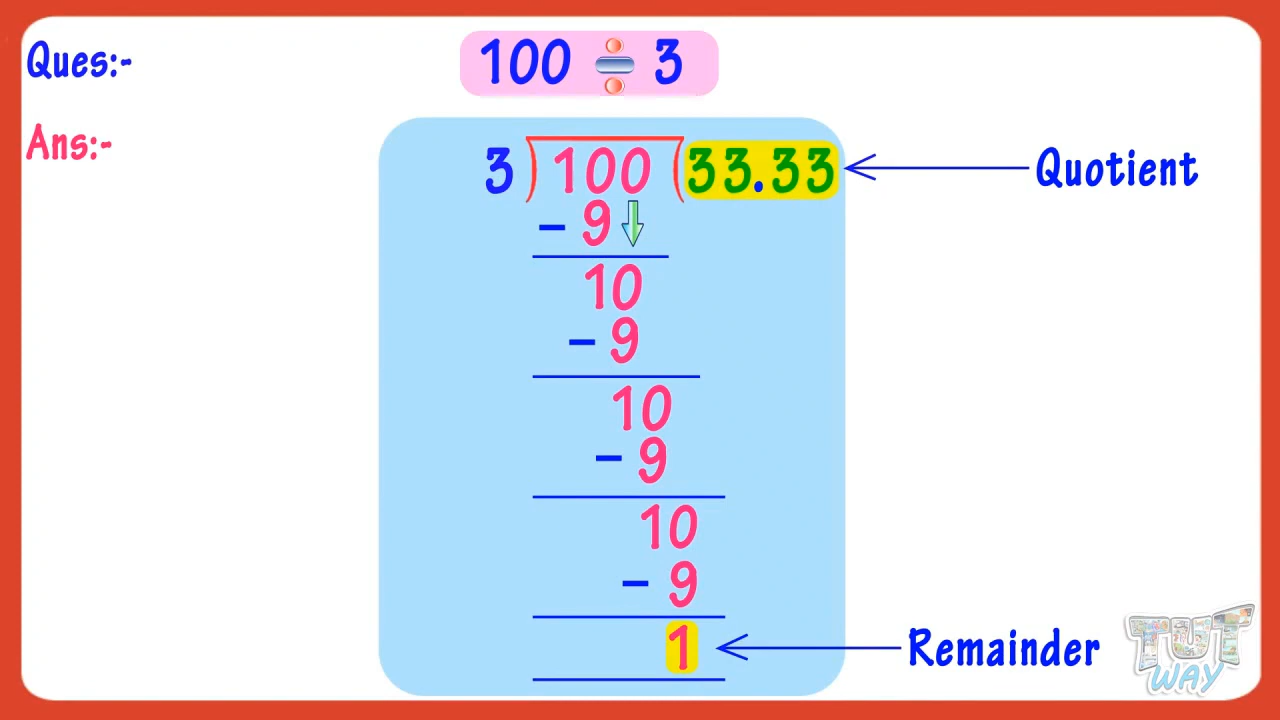 Ques:- 100 ÷ 3
Ans:-
3 ) 100 ( 33.33 Quotient
- 9
10
- 9
10
- 9
10
- 9
1 Remainder
TUT
WAY